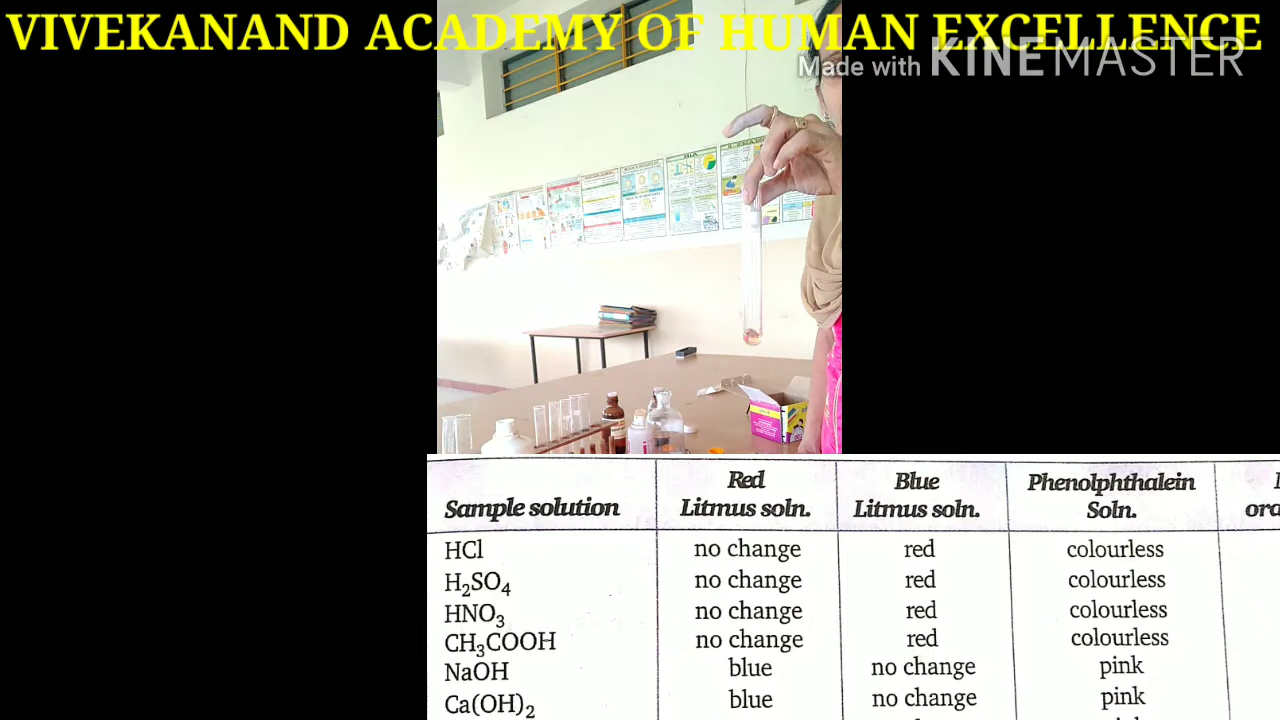 VIVEKANAND ACADEMY OF HUMAN EXCELLENCE
Made with KINEMASTER
Sample solution Red Litmus soln. Blue Litmus soln. Phenolphthalein Soln.
HCl no change red colourless
H₂SO₄ no change red colourless
HNO₃ no change red colourless
CH₃COOH no change red colourless
NaOH blue no change pink
Ca(OH)₂ blue no change pink